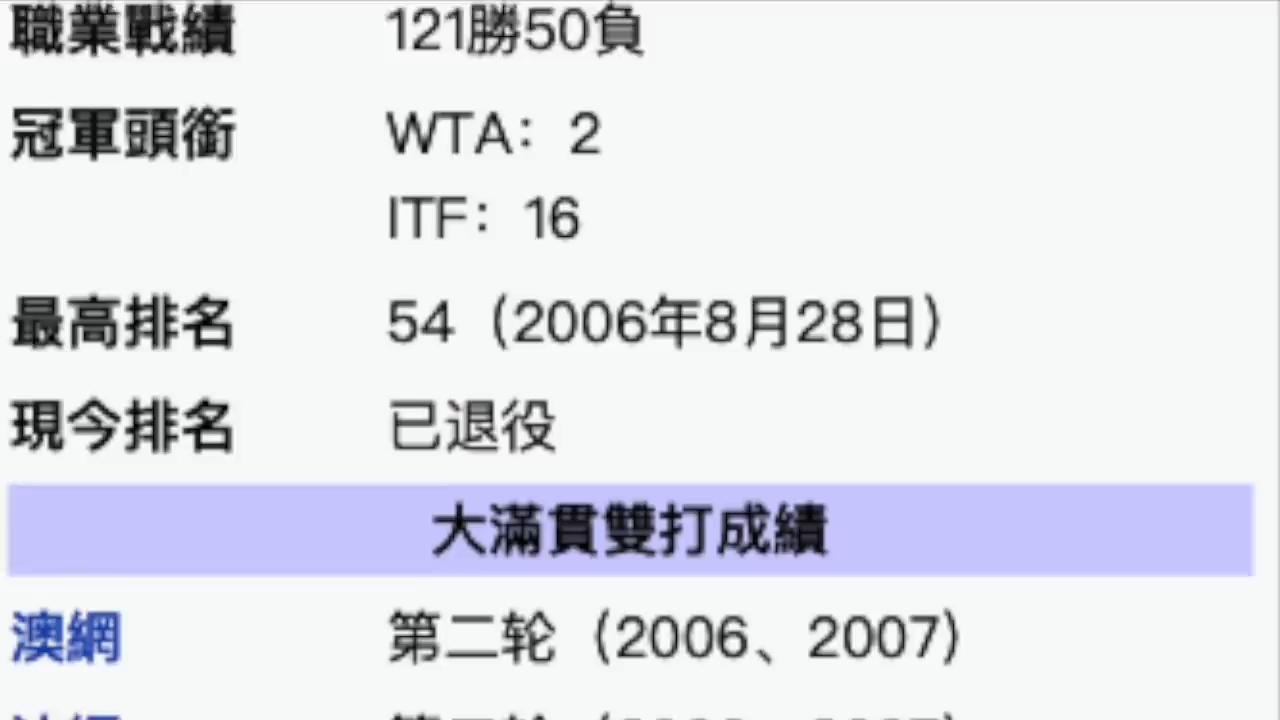 職業戰績 121勝50負
冠軍頭銜 WTA：2
ITF：16
最高排名 54（2006年8月28日）
現今排名 已退役
大滿貫雙打成績
澳網 第二轮（2006、2007）